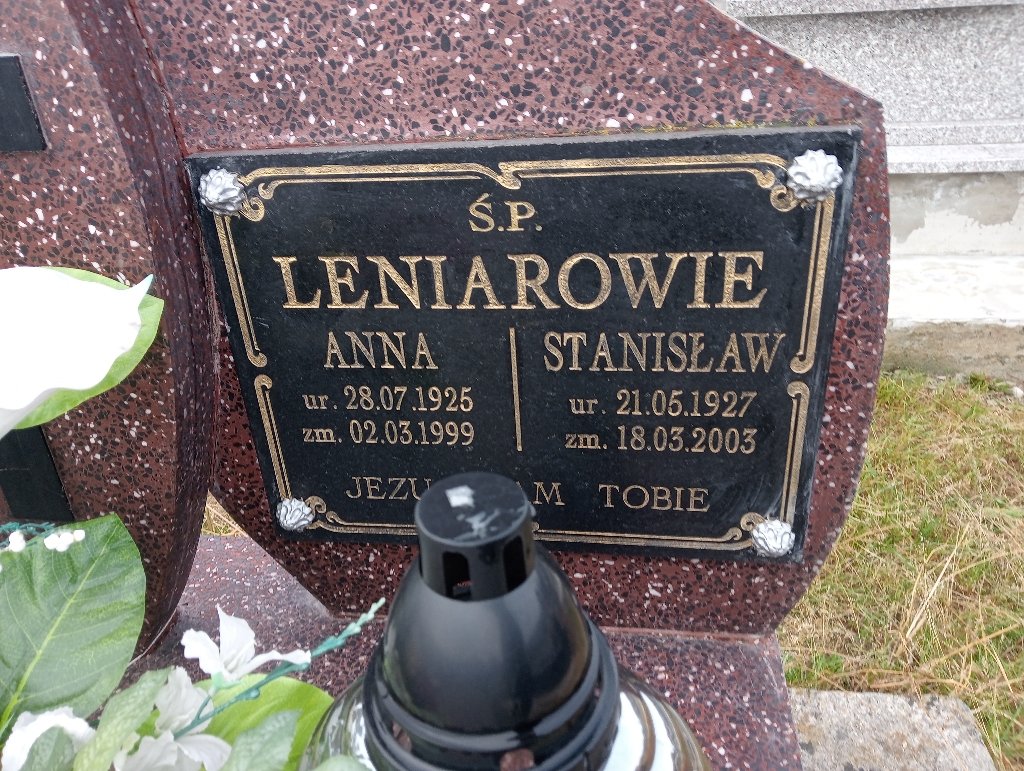 Ś.P.
LENIAROWIE
ANNA
ur. 28.07.1925
zm. 02.03.1999
STANISŁAW
ur. 21.05.1927
zm. 18.03.2003
TOBIE